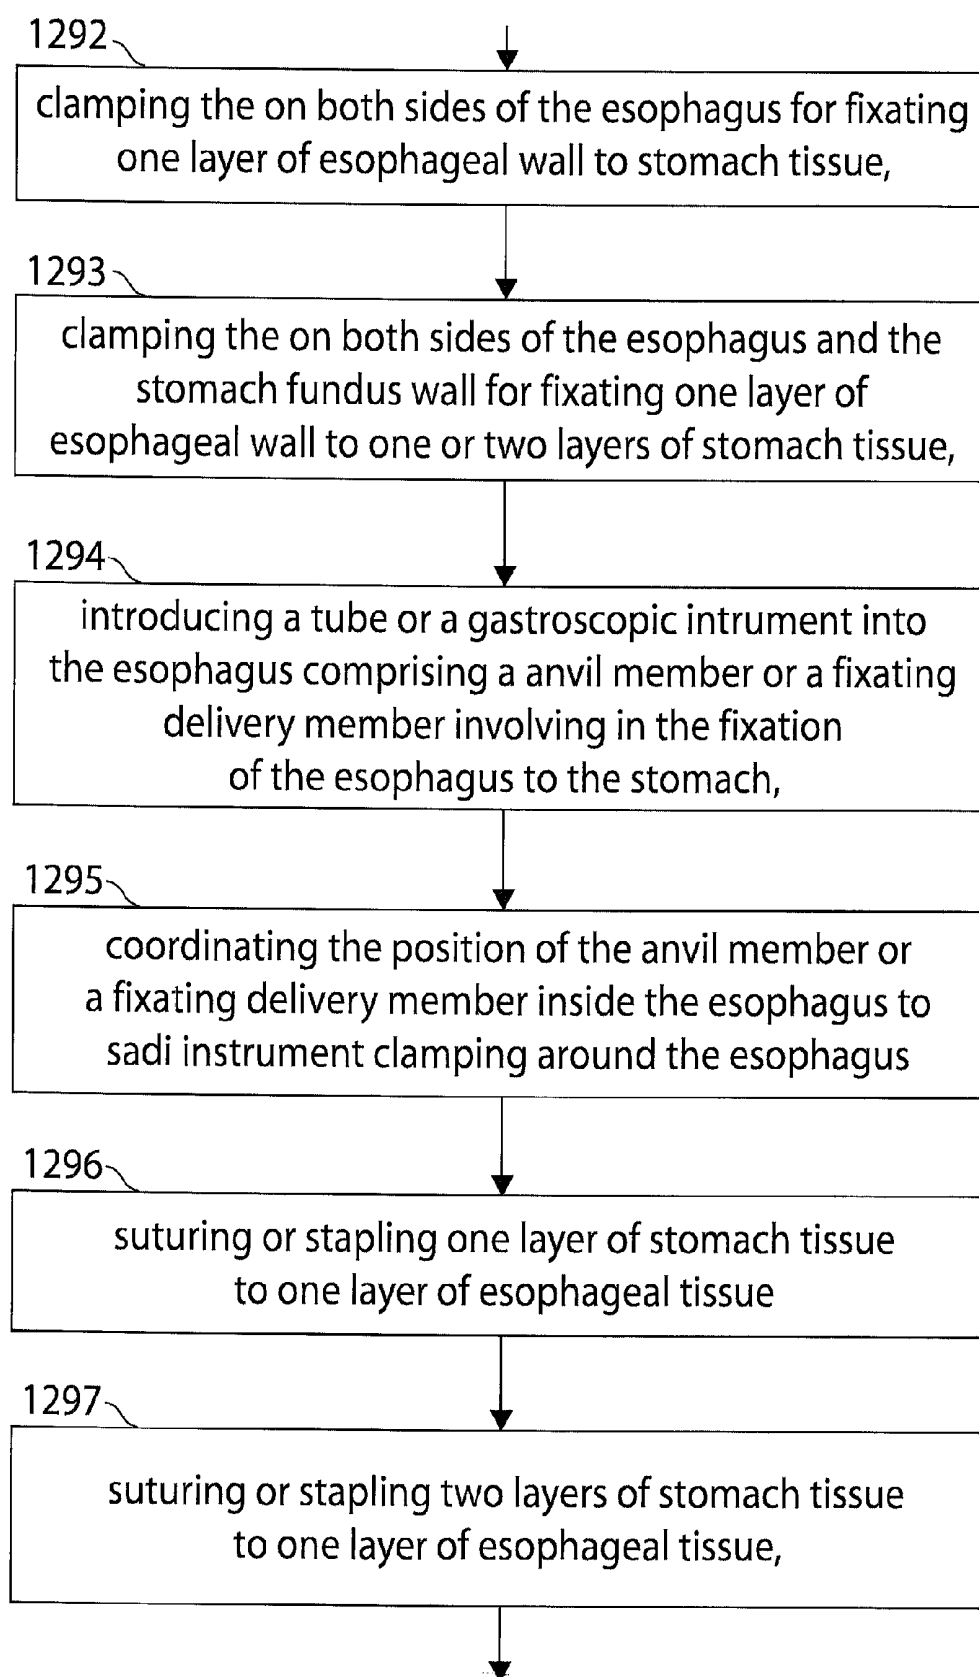 1292
clamping the on both sides of the esophagus for fixating
one layer of esophageal wall to stomach tissue,
1293
clamping the on both sides of the esophagus and the
stomach fundus wall for fixating one layer of
esophageal wall to one or two layers of stomach tissue,
1294
introducing a tube or a gastroscopic intrument into
the esophagus comprising a anvil member or a fixating
delivery member involving in the fixation
of the esophagus to the stomach,
1295
coordinating the position of the anvil member or
a fixating delivery member inside the esophagus to
sadi instrument clamping around the esophagus
1296
suturing or stapling one layer of stomach tissue
to one layer of esophageal tissue
1297
suturing or stapling two layers of stomach tissue
to one layer of esophageal tissue,